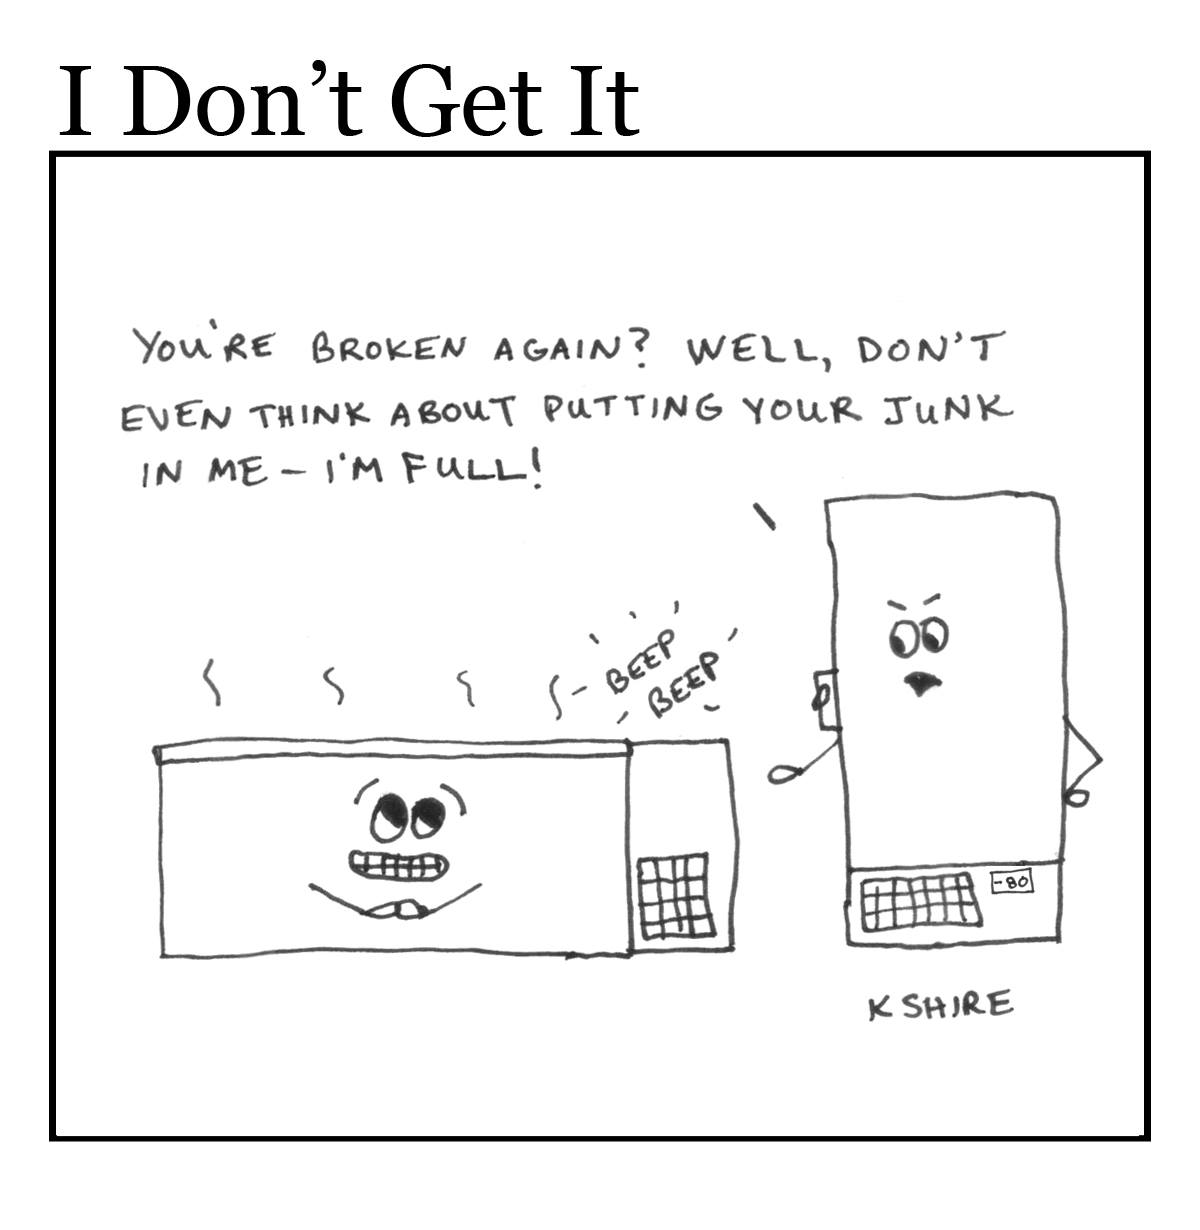 I Don’t Get It
YOU'RE BROKEN AGAIN? WELL, DON'T
EVEN THINK ABOUT PUTTING YOUR JUNK
IN ME – I'M FULL!
BEEP
BEEP
-80
K SHIRE